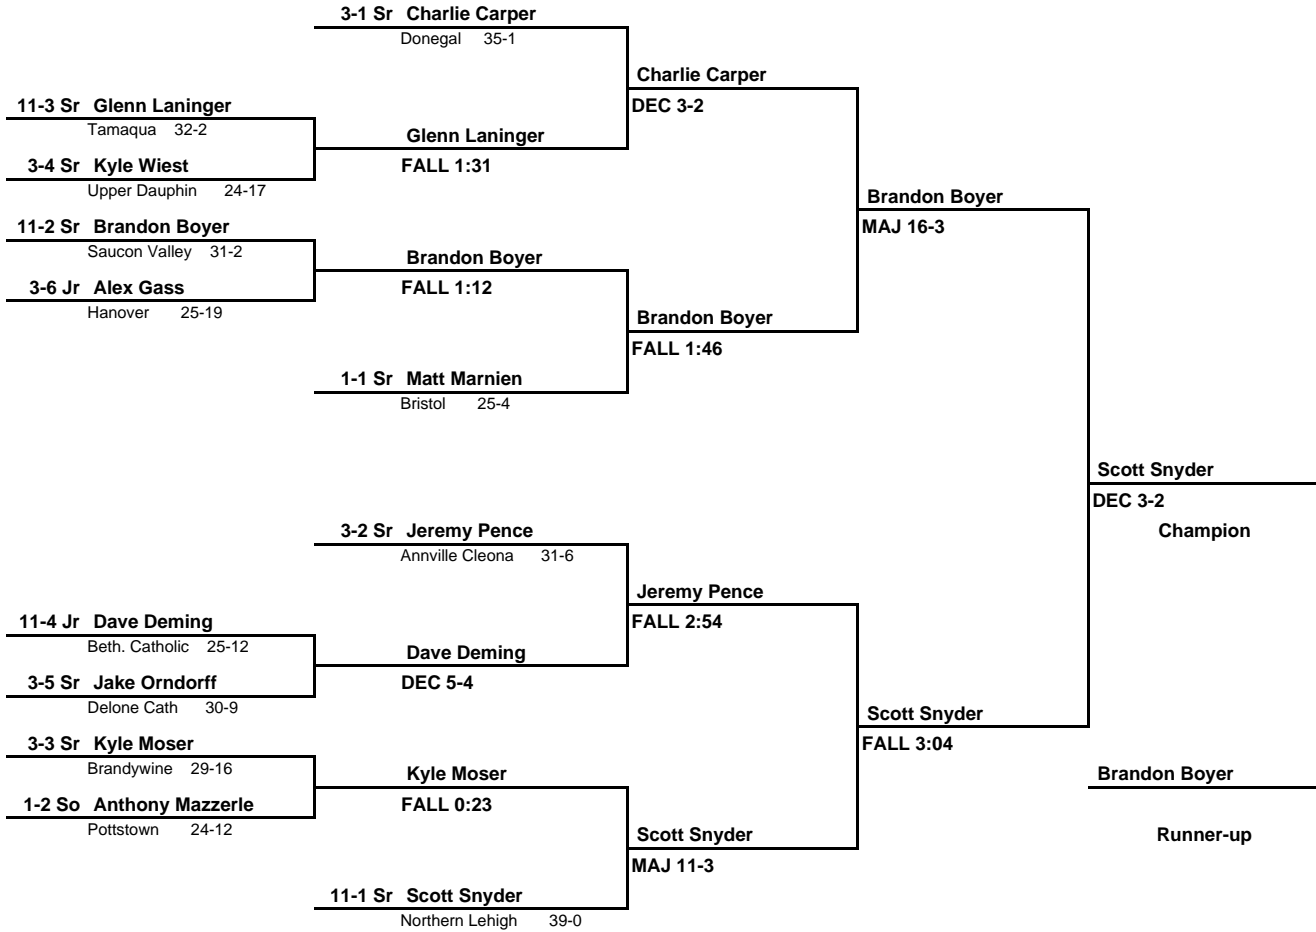 3-1 Sr Charlie Carper
Donegal 35-1
Charlie Carper
DEC 3-2
11-3 Sr Glenn Laninger
Tamaqua 32-2
Glenn Laninger
FALL 1:31
3-4 Sr Kyle Wiest
Upper Dauphin 24-17
Brandon Boyer
MAJ 16-3
11-2 Sr Brandon Boyer
Saucon Valley 31-2
Brandon Boyer
FALL 1:12
3-6 Jr Alex Gass
Hanover 25-19
Brandon Boyer
FALL 1:46
1-1 Sr Matt Marnien
Bristol 25-4
Scott Snyder
DEC 3-2
Champion
3-2 Sr Jeremy Pence
Annville Cleona 31-6
Jeremy Pence
FALL 2:54
11-4 Jr Dave Deming
Beth. Catholic 25-12
Dave Deming
DEC 5-4
3-5 Sr Jake Orndorff
Delone Cath 30-9
Scott Snyder
FALL 3:04
3-3 Sr Kyle Moser
Brandywine 29-16
Kyle Moser
FALL 0:23
Brandon Boyer
Runner-up
1-2 So Anthony Mazzerle
Pottstown 24-12
Scott Snyder
MAJ 11-3
11-1 Sr Scott Snyder
Northern Lehigh 39-0